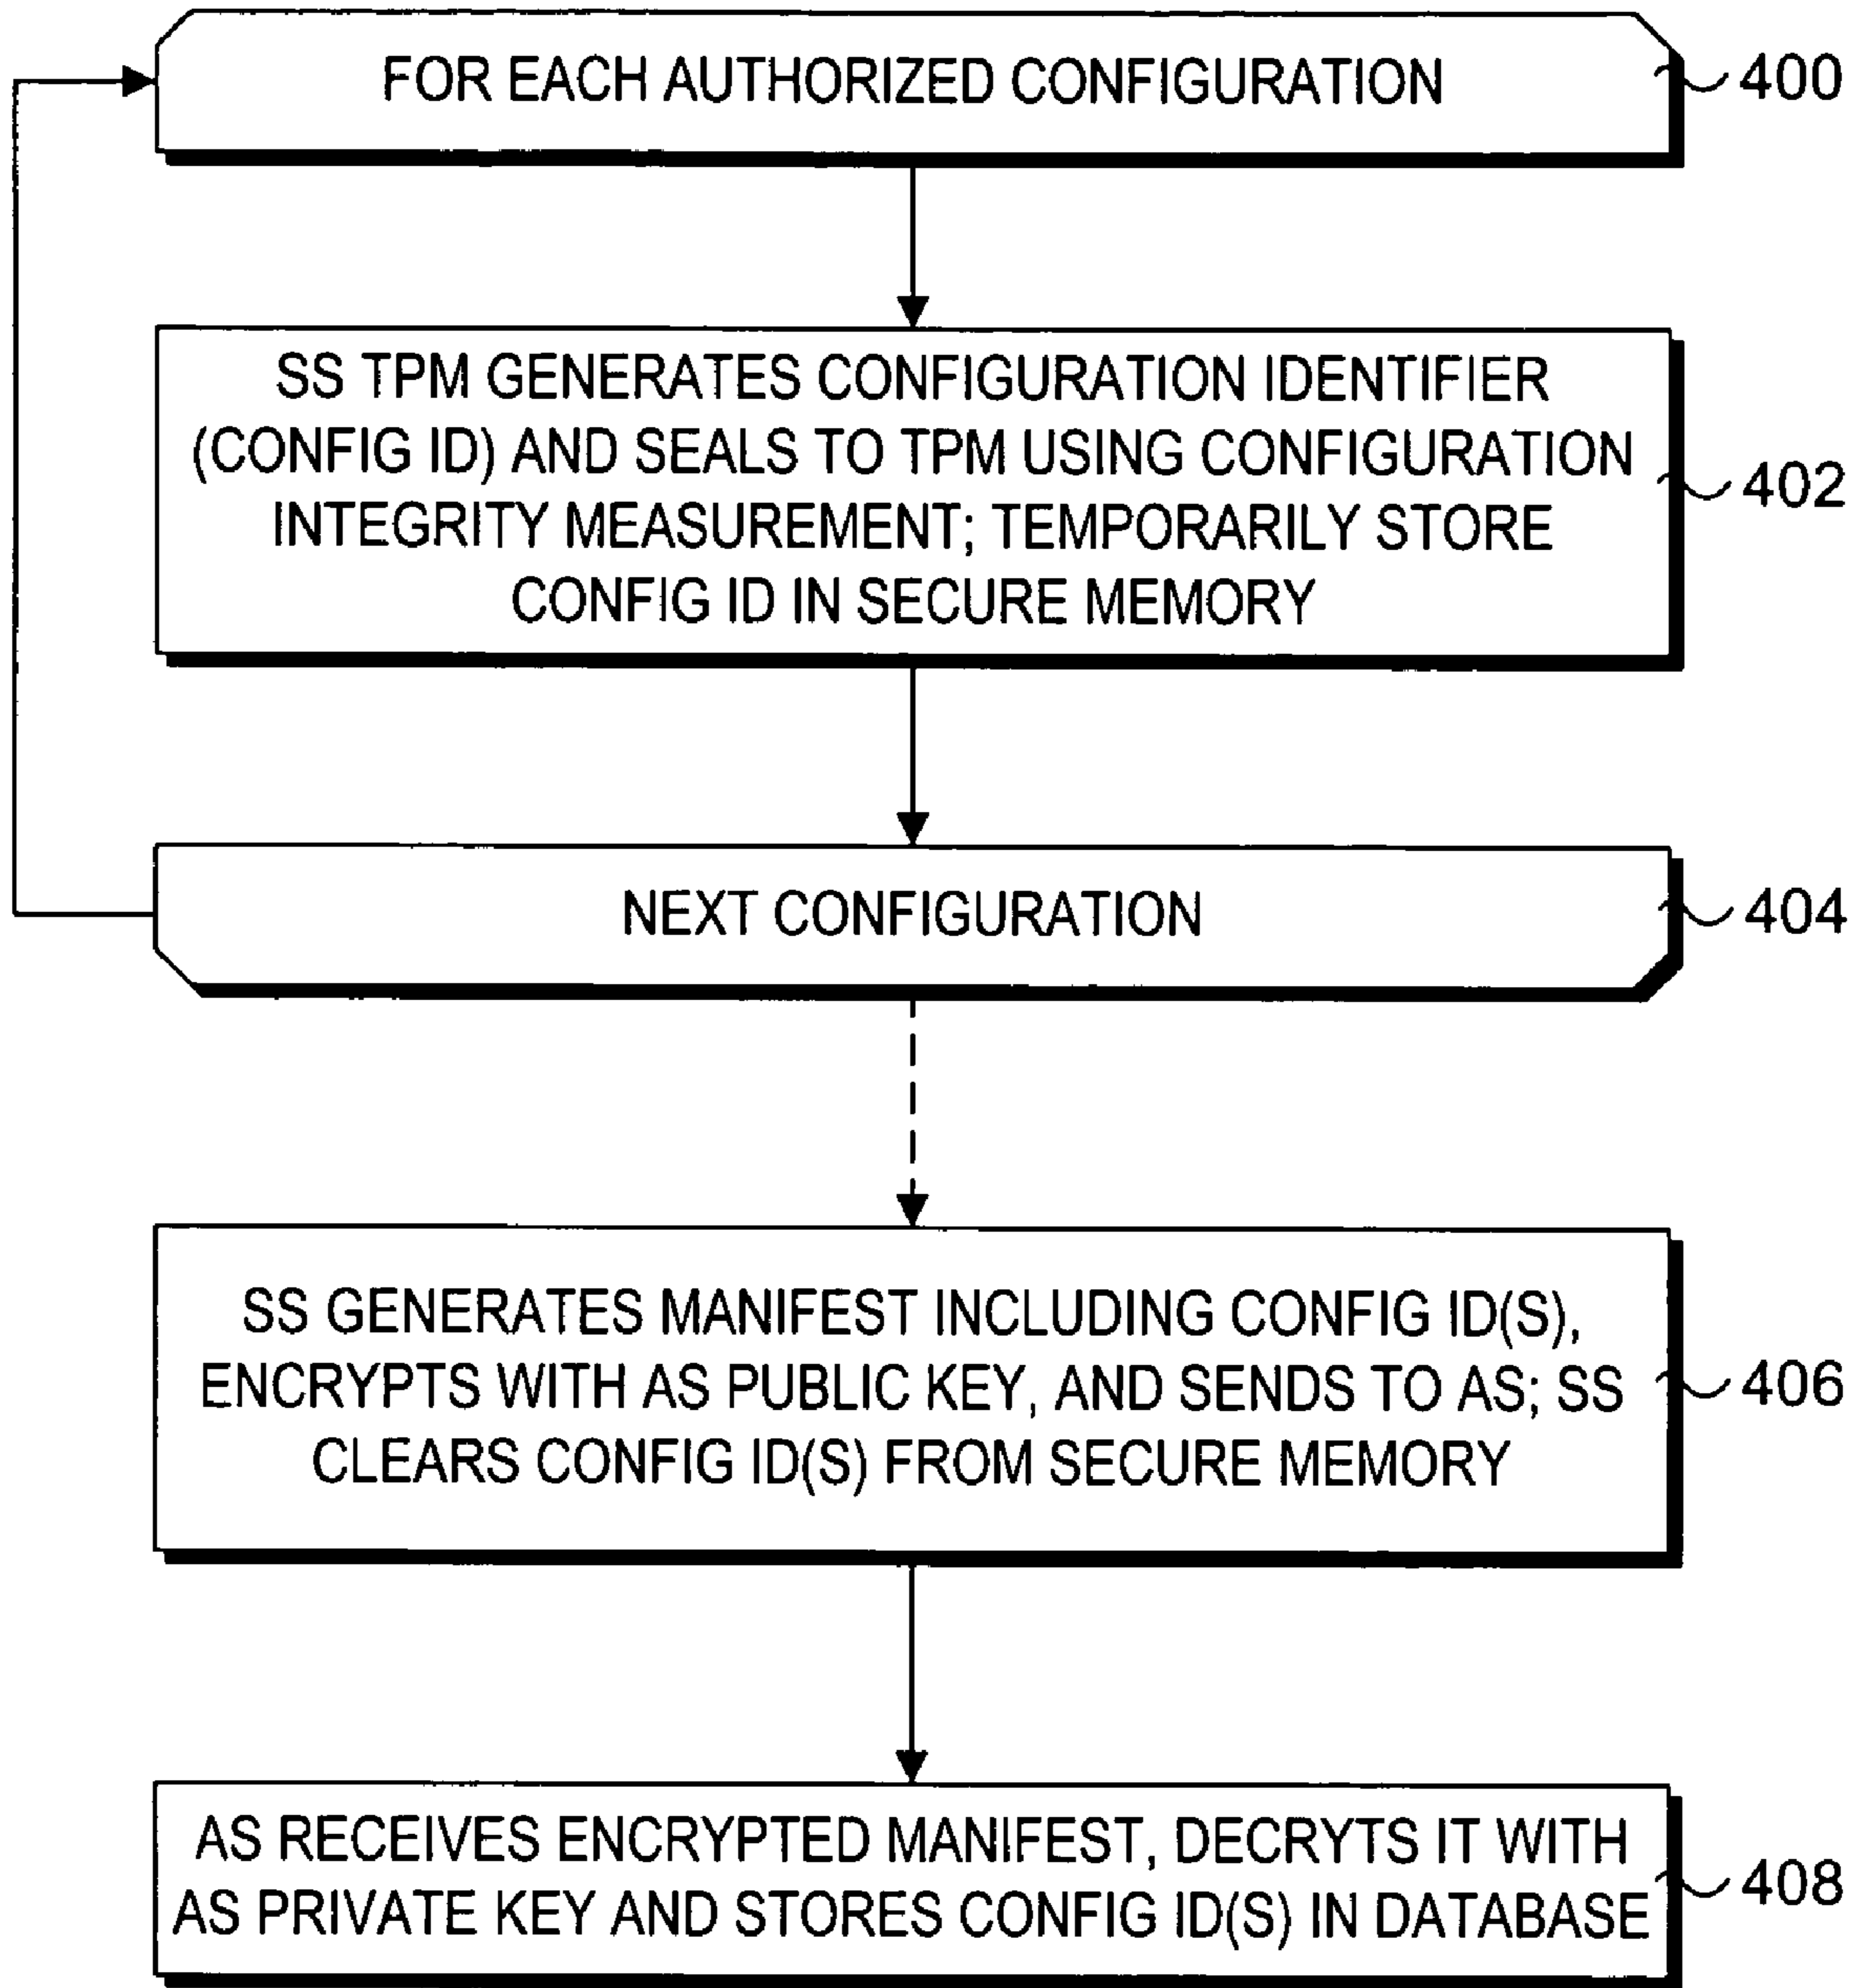 FOR EACH AUTHORIZED CONFIGURATION
400
SS TPM GENERATES CONFIGURATION IDENTIFIER
(CONFIG ID) AND SEALS TO TPM USING CONFIGURATION
INTEGRITY MEASUREMENT; TEMPORARILY STORE
CONFIG ID IN SECURE MEMORY
402
NEXT CONFIGURATION
404
SS GENERATES MANIFEST INCLUDING CONFIG ID(S),
ENCRYPTS WITH AS PUBLIC KEY, AND SENDS TO AS; SS
CLEARS CONFIG ID(S) FROM SECURE MEMORY
406
AS RECEIVES ENCRYPTED MANIFEST, DECRYTS IT WITH
AS PRIVATE KEY AND STORES CONFIG ID(S) IN DATABASE
408